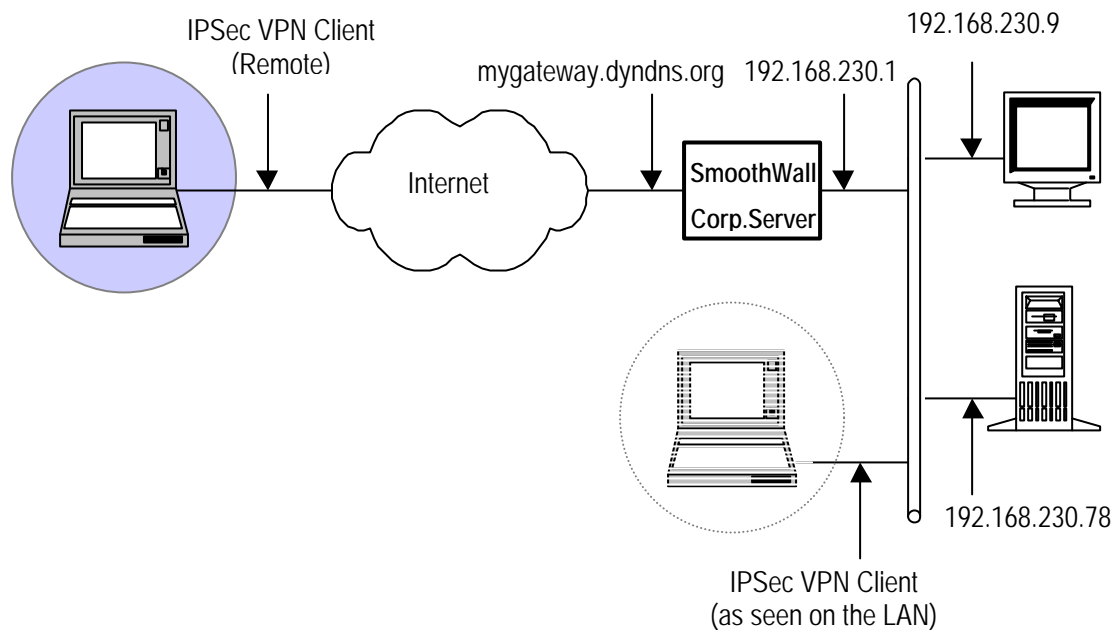 IPSec VPN Client
(Remote)
mygateway.dyndns.org
192.168.230.1
192.168.230.9
Internet
SmoothWall
Corp.Server
192.168.230.78
IPSec VPN Client
(as seen on the LAN)